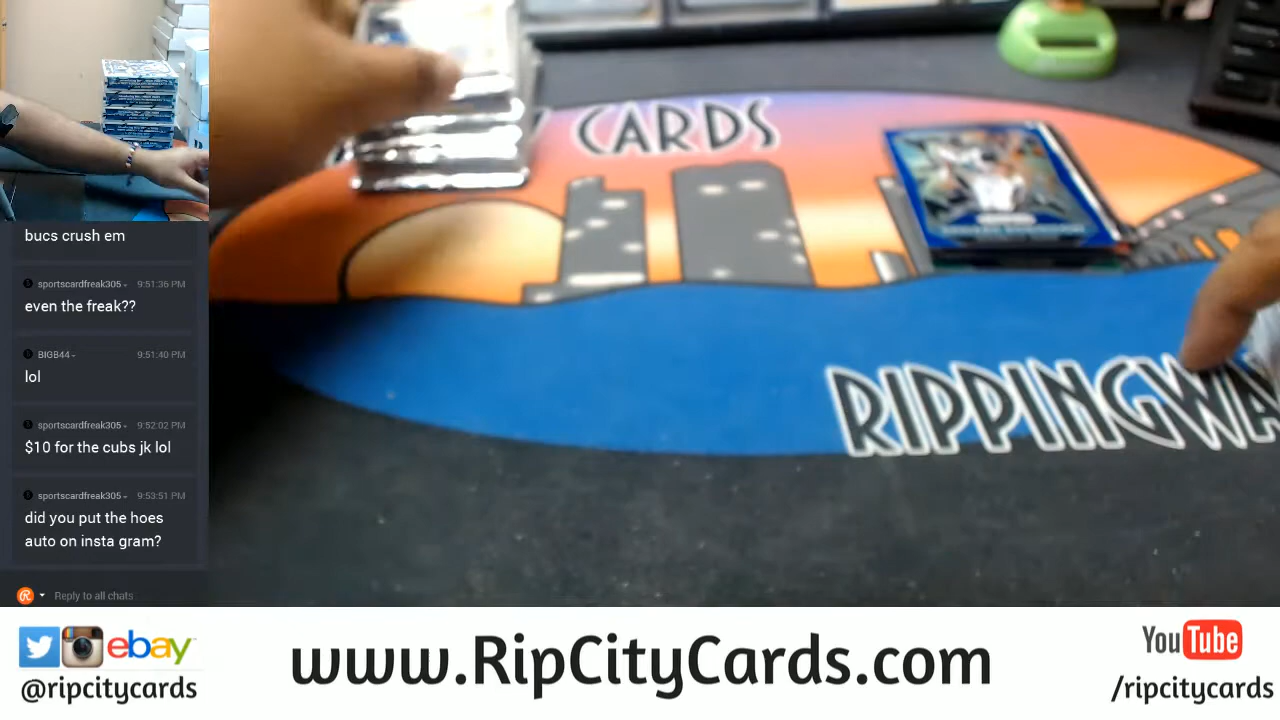 bucs crush em
sportscardfreak305 9:51:36 PM
even the freak??
BIGB44 9:51:40 PM
lol
sportscardfreak305 9:52:02 PM
$10 for the cubs jk lol
sportscardfreak305 9:53:51 PM
did you put the hoes
auto on insta gram?
Reply to all chats
CARDS
RIPPINGWA
ebay
@ripcitycards
www.RipCityCards.com
YouTube
/ripcitycards